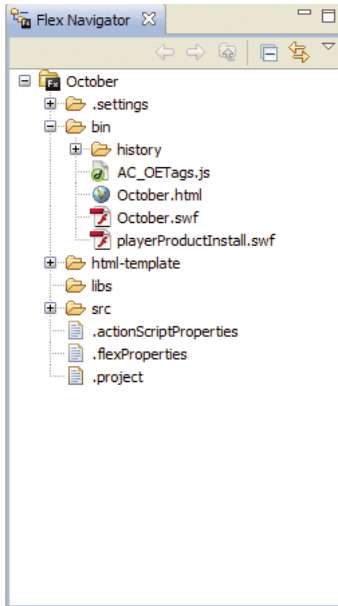 Flex Navigator
Fx October
.settings
bin
history
AC_OETags.js
October.html
October.swf
playerProductInstall.swf
html-template
libs
src
.actionScriptProperties
.flexProperties
.project